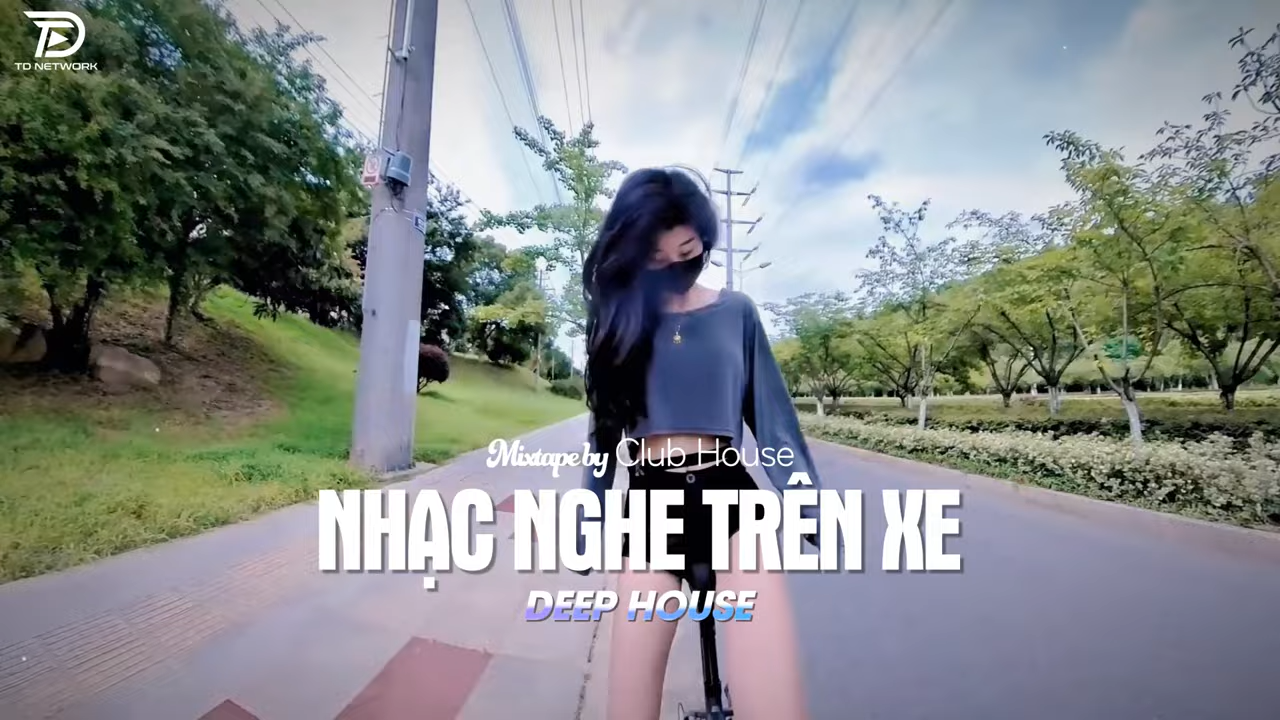 TD NETWORK
Mixtape by Club House
NHẠC NGHE TRÊN XE
DEEP HOUSE